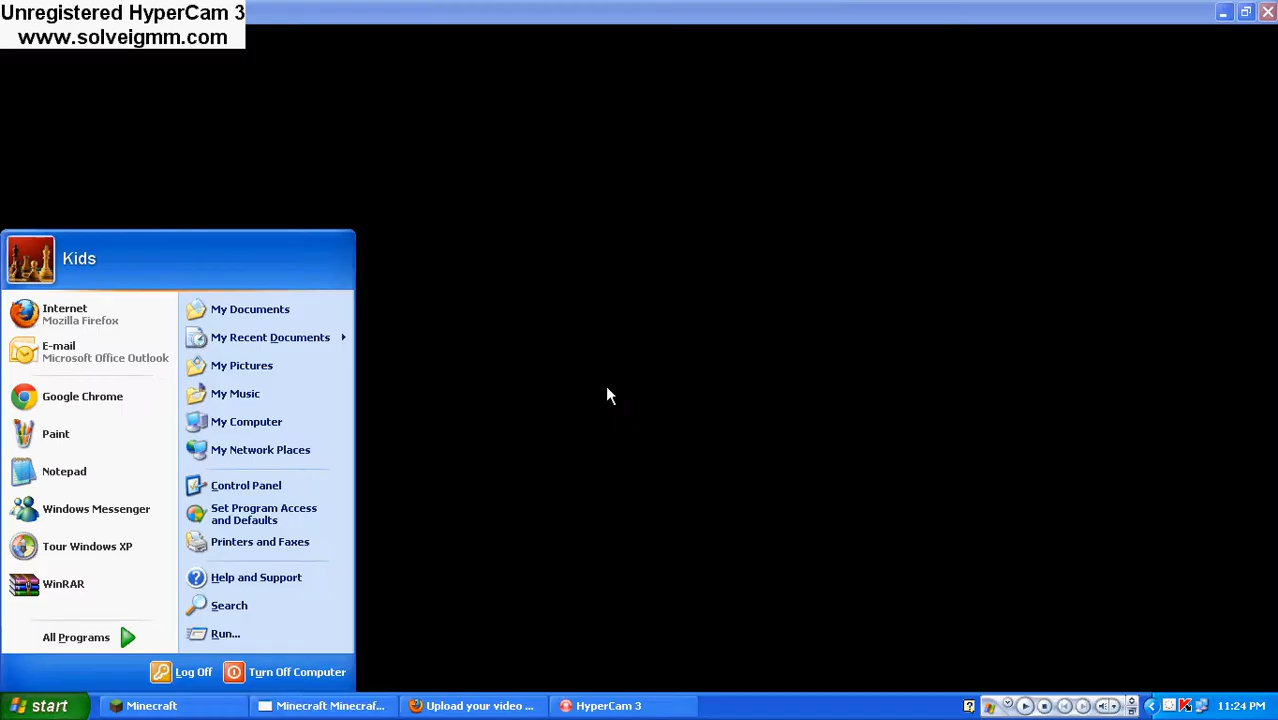 Unregistered HyperCam 3
www.solveigmm.com
Kids
Internet
Mozilla Firefox
E-mail
Microsoft Office Outlook
Google Chrome
Paint
Notepad
Windows Messenger
Tour Windows XP
WinRAR
All Programs
My Documents
My Recent Documents
My Pictures
My Music
My Computer
My Network Places
Control Panel
Set Program Access
and Defaults
Printers and Faxes
Help and Support
Search
Run...
Log Off
Turn Off Computer
start
Minecraft
Minecraft Minecraf...
Upload your video ...
HyperCam 3
11:24 PM